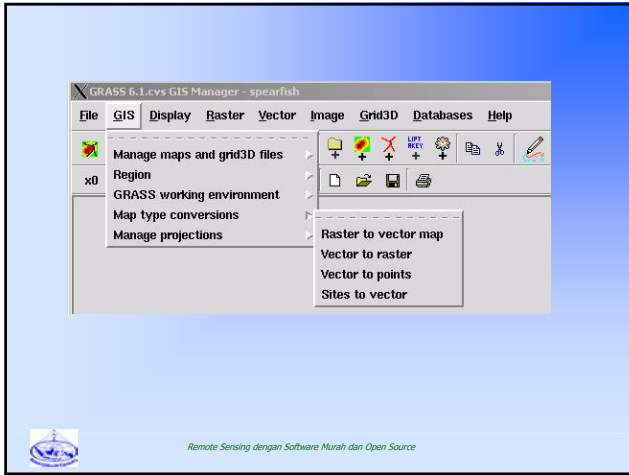 GRASS 6.1.cvs GIS Manager - spearfish
File GIS Display Raster Vector Image Grid3D Databases Help
Manage maps and grid3D files
x0 Region
GRASS working environment
Map type conversions
Manage projections
Raster to vector map
Vector to raster
Vector to points
Sites to vector
Remote Sensing dengan Software Murah dan Open Source